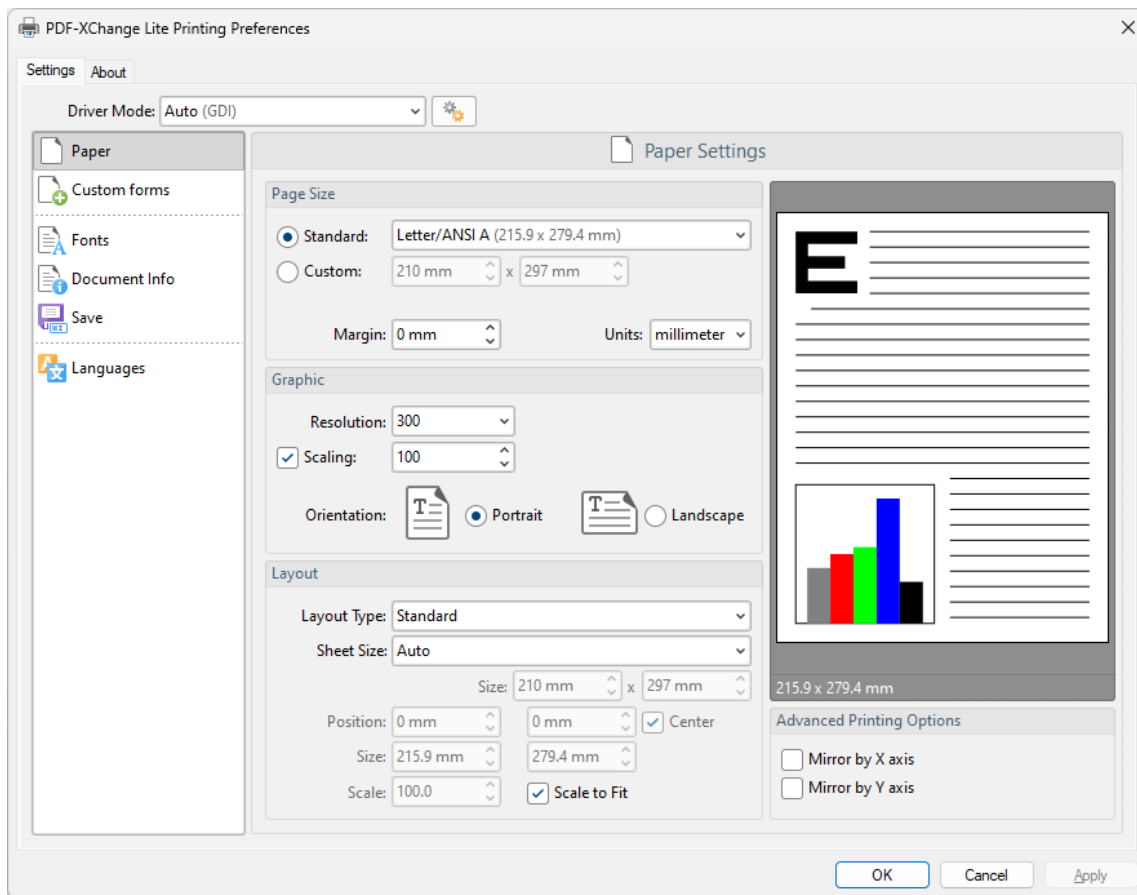 PDF-XChange Lite Printing Preferences
Settings About
Driver Mode: Auto (GDI)
Paper
Custom forms
Fonts
Document Info
Save
Languages
Paper Settings
Page Size
Standard: Letter/ANSI A (215.9 x 279.4 mm)
Custom: 210 mm x 297 mm
Margin: 0 mm Units: millimeter
Graphic
Resolution: 300
Scaling: 100
Orientation: T Portrait T Landscape
Layout
Layout Type: Standard
Sheet Size: Auto
Size: 210 mm x 297 mm
Position: 0 mm 0 mm Center
Size: 215.9 mm 279.4 mm
Scale: 100.0 Scale to Fit
E
215.9 x 279.4 mm
Advanced Printing Options
Mirror by X axis
Mirror by Y axis
OK Cancel Apply